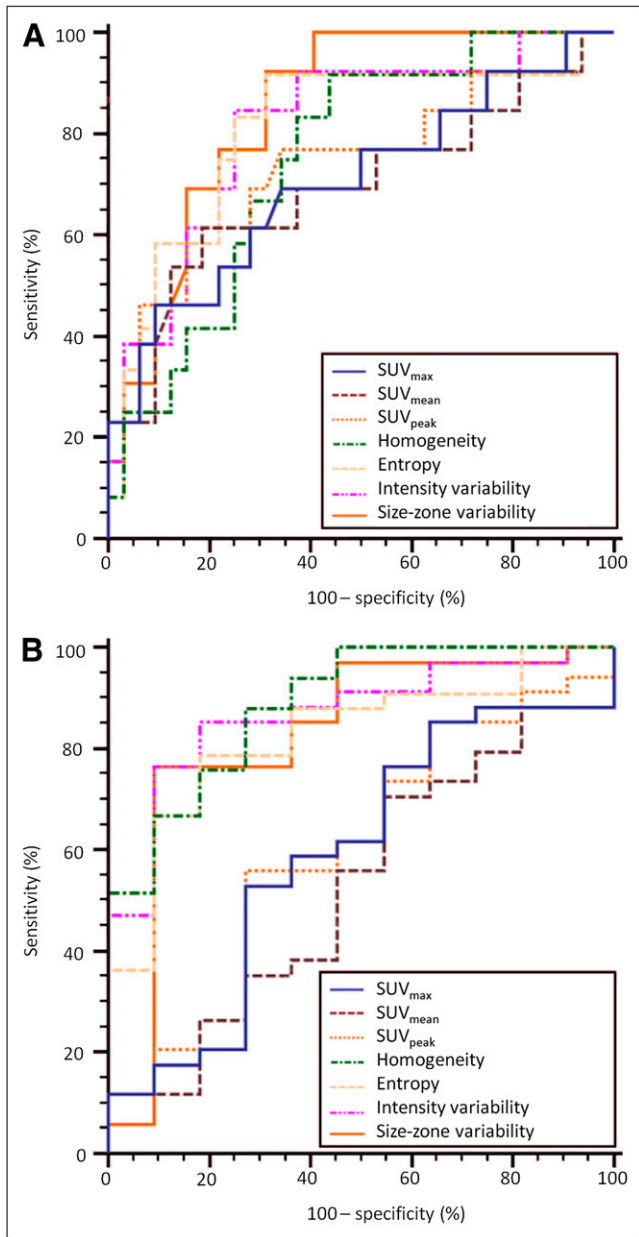 A
100
80
60
40
20
0
Sensitivity (%)
SUVmax
SUVmean
SUVpeak
Homogeneity
Entropy
Intensity variability
Size-zone variability
0 20 40 60 80 100
100 – specificity (%)
B
100
80
60
40
20
0
Sensitivity (%)
SUVmax
SUVmean
SUVpeak
Homogeneity
Entropy
Intensity variability
Size-zone variability
0 20 40 60 80 100
100 – specificity (%)